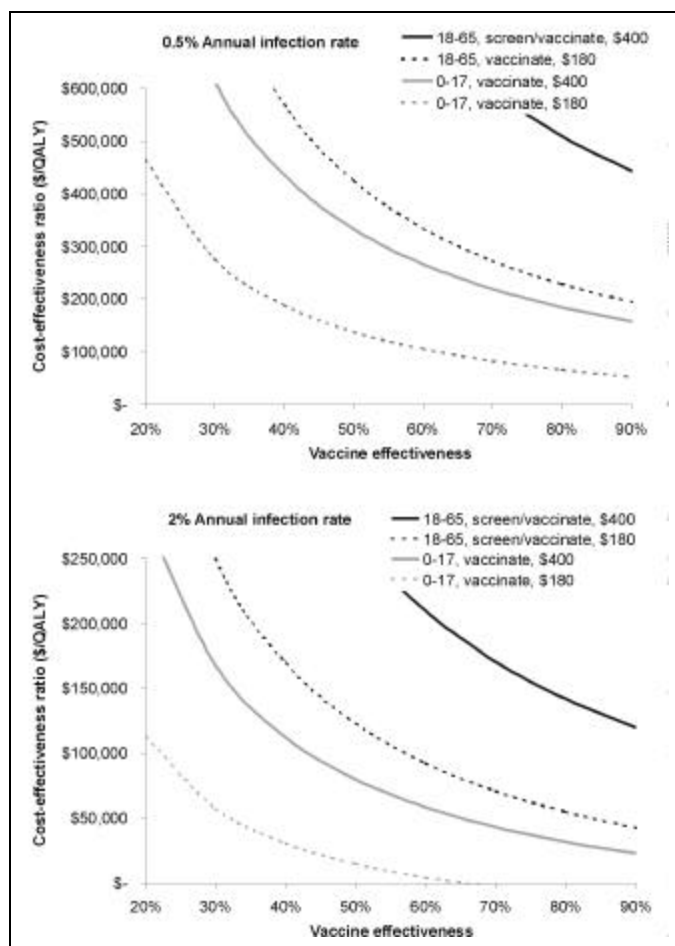 0.5% Annual infection rate
18-65, screen/vaccinate, $400
18-65, vaccinate, $180
0-17, vaccinate, $400
0-17, vaccinate, $180
$600,000
$500,000
$400,000
$300,000
$200,000
$100,000
$-
Cost-effectiveness ratio ($/QALY)
20% 30% 40% 50% 60% 70% 80% 90%
Vaccine effectiveness
2% Annual infection rate
18-65, screen/vaccinate, $400
18-65, screen/vaccinate, $180
0-17, vaccinate, $400
0-17, vaccinate, $180
$250,000
$200,000
$150,000
$100,000
$50,000
$-
Cost-effectiveness ratio ($/QALY)
20% 30% 40% 50% 60% 70% 80% 90%
Vaccine effectiveness